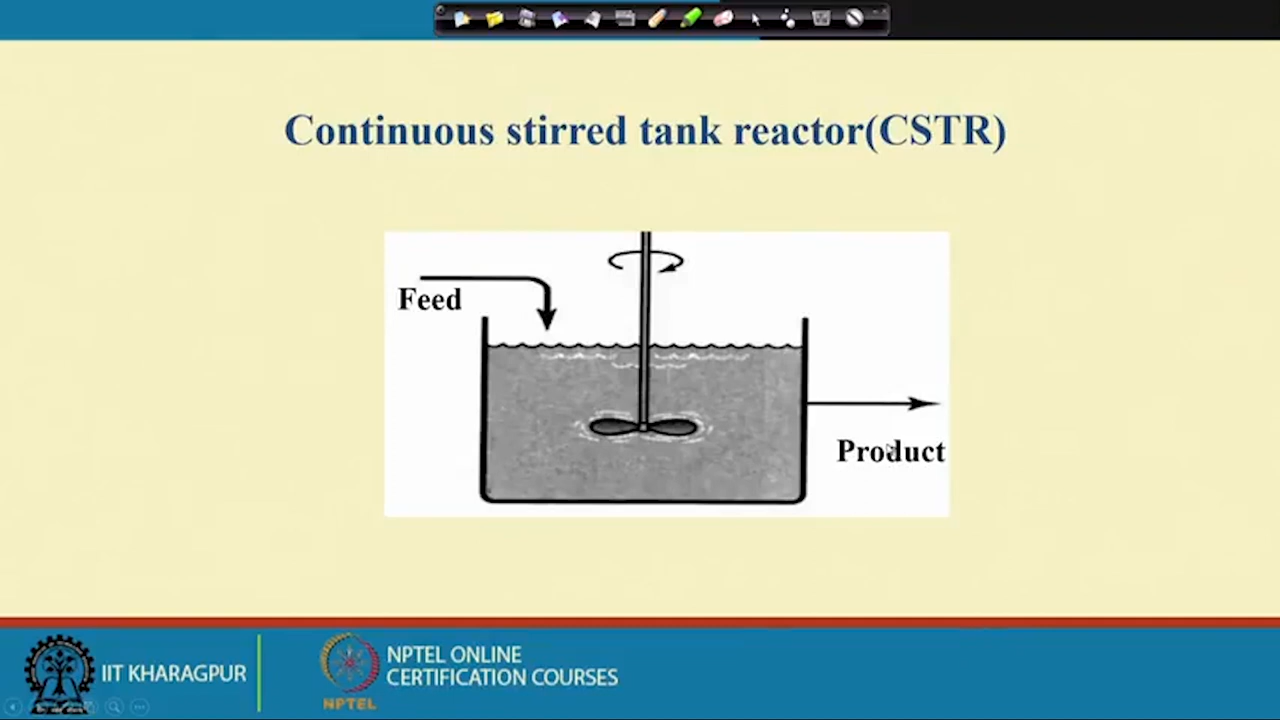 Continuous stirred tank reactor(CSTR)
Feed
Product
IIT KHARAGPUR
NPTEL ONLINE
CERTIFICATION COURSES
NPTEL